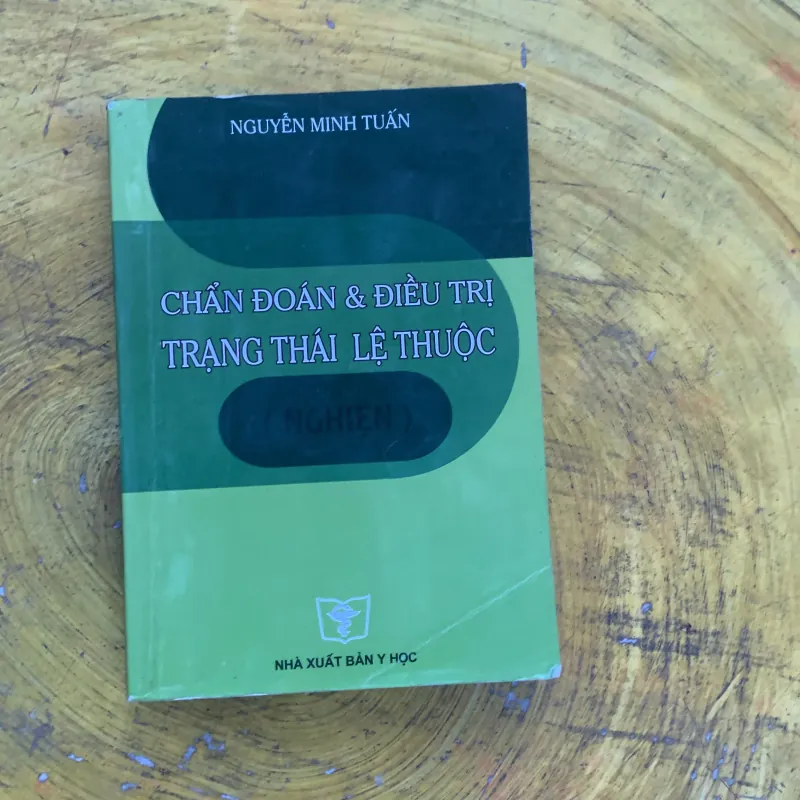 NGUYỄN MINH TUẤN
CHẨN ĐOÁN & ĐIỀU TRỊ
TRẠNG THÁI LỆ THUỘC
( NGHIỆN )
NHÀ XUẤT BẢN Y HỌC